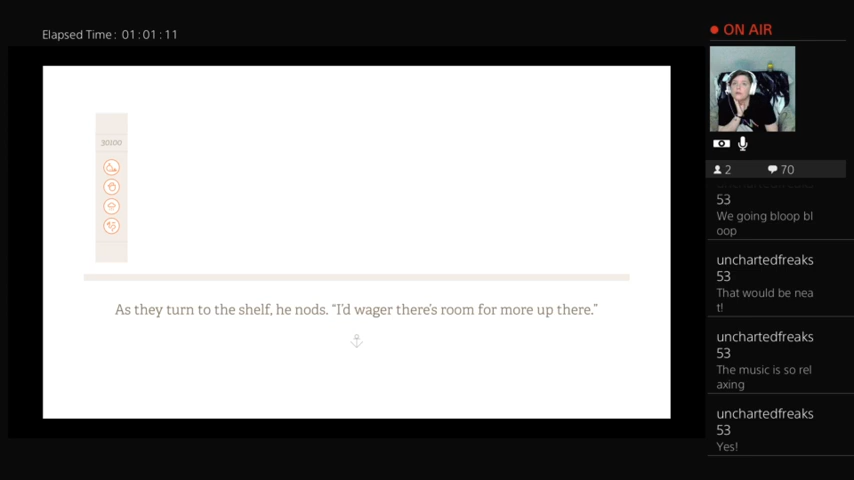 Elapsed Time: 01:01:11
ON AIR
2
70
53
We going bloop bl
oop
unchartedfreaks
53
That would be nea
t!
unchartedfreaks
53
The music is so rel
axing
unchartedfreaks
53
Yes!
30100
As they turn to the shelf, he nods. “I’d wager there’s room for more up there.”